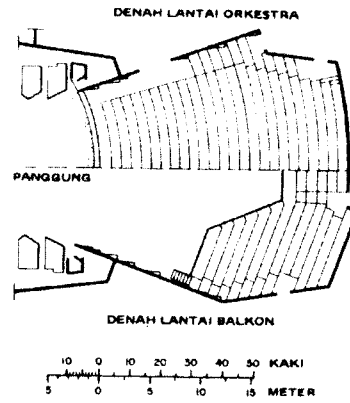 DENAH LANTAI ORKESTRA
PANGGUNG
DENAH LANTAI BALKON
10 0 10 20 30 40 50 KAKI
5 0 5 10 15 METER